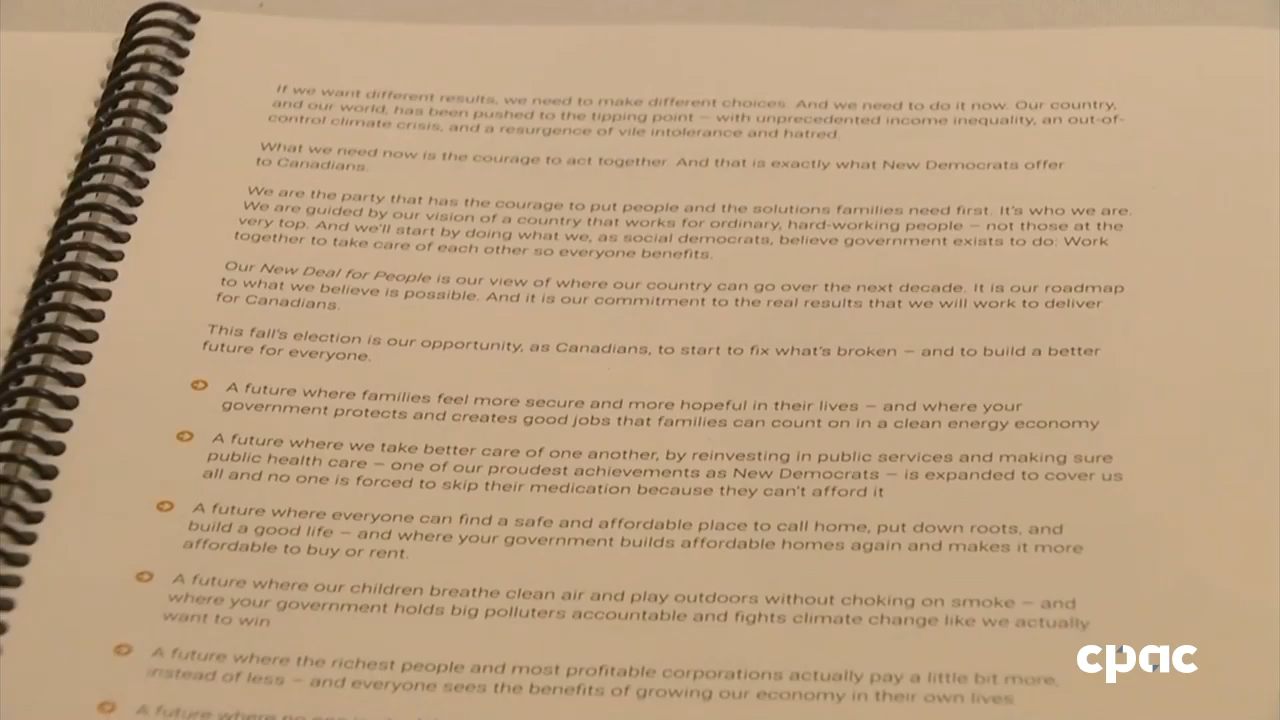 If we want different results, we need to make different choices. And we need to do it now. Our country,
and our world, has been pushed to the tipping point – with unprecedented income inequality, an out-of-
control climate crisis, and a resurgence of vile intolerance and hatred.
What we need now is the courage to act together. And that is exactly what New Democrats offer
to Canadians.
We are the party that has the courage to put people and the solutions families need first. It's who we are.
We are guided by our vision of a country that works for ordinary, hard-working people – not those at the
very top. And we'll start by doing what we, as social democrats, believe government exists to do: Work
together to take care of each other so everyone benefits.
Our New Deal for People is our view of where our country can go over the next decade. It is our roadmap
to what we believe is possible. And it is our commitment to the real results that we will work to deliver
for Canadians.
This fall's election is our opportunity, as Canadians, to start to fix what's broken – and to build a better
future for everyone.
A future where families feel more secure and more hopeful in their lives – and where your
government protects and creates good jobs that families can count on in a clean energy economy
A future where we take better care of one another, by reinvesting in public services and making sure
public health care – one of our proudest achievements as New Democrats – is expanded to cover us
all and no one is forced to skip their medication because they can't afford it
A future where everyone can find a safe and affordable place to call home, put down roots, and
build a good life – and where your government builds affordable homes again and makes it more
affordable to buy or rent.
A future where our children breathe clean air and play outdoors without choking on smoke – and
where your government holds big polluters accountable and fights climate change like we actually
want to win
A future where the richest people and most profitable corporations actually pay a little bit more,
instead of less – and everyone sees the benefits of growing our economy in their own lives
A future where no
cpac